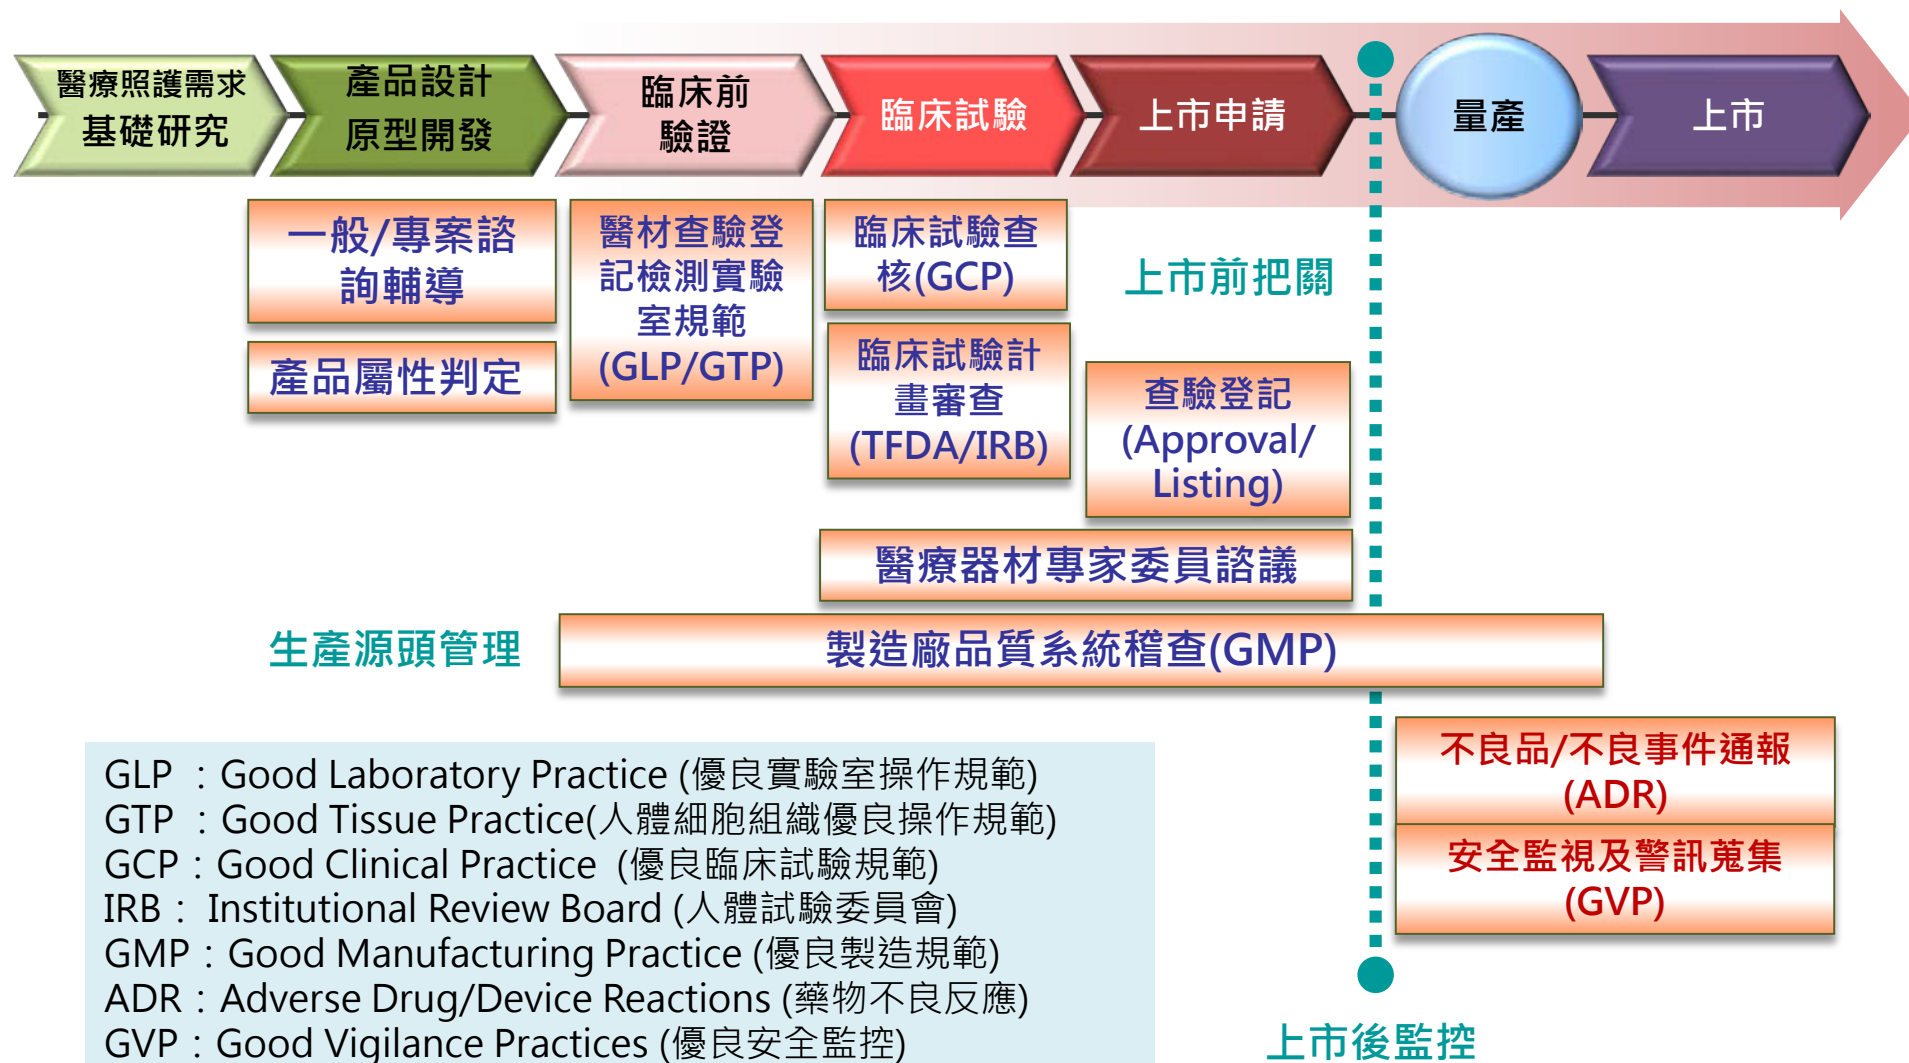 醫療照護需求
基礎研究
產品設計
原型開發
臨床前
驗證
臨床試驗
上市申請
量產
上市
一般/專案諮
詢輔導
產品屬性判定
醫材查驗登
記檢測實驗
室規範
(GLP/GTP)
臨床試驗查
核(GCP)
臨床試驗計
畫審查
(TFDA/IRB)
上市前把關
查驗登記
(Approval/
Listing)
醫療器材專家委員諮議
生產源頭管理
製造廠品質系統稽查(GMP)
不良品/不良事件通報
(ADR)
安全監視及警訊蒐集
(GVP)
GLP ：Good Laboratory Practice (優良實驗室操作規範)
GTP ：Good Tissue Practice(人體細胞組織優良操作規範)
GCP：Good Clinical Practice (優良臨床試驗規範)
IRB： Institutional Review Board (人體試驗委員會)
GMP：Good Manufacturing Practice (優良製造規範)
ADR：Adverse Drug/Device Reactions (藥物不良反應)
GVP：Good Vigilance Practices (優良安全監控)
上市後監控